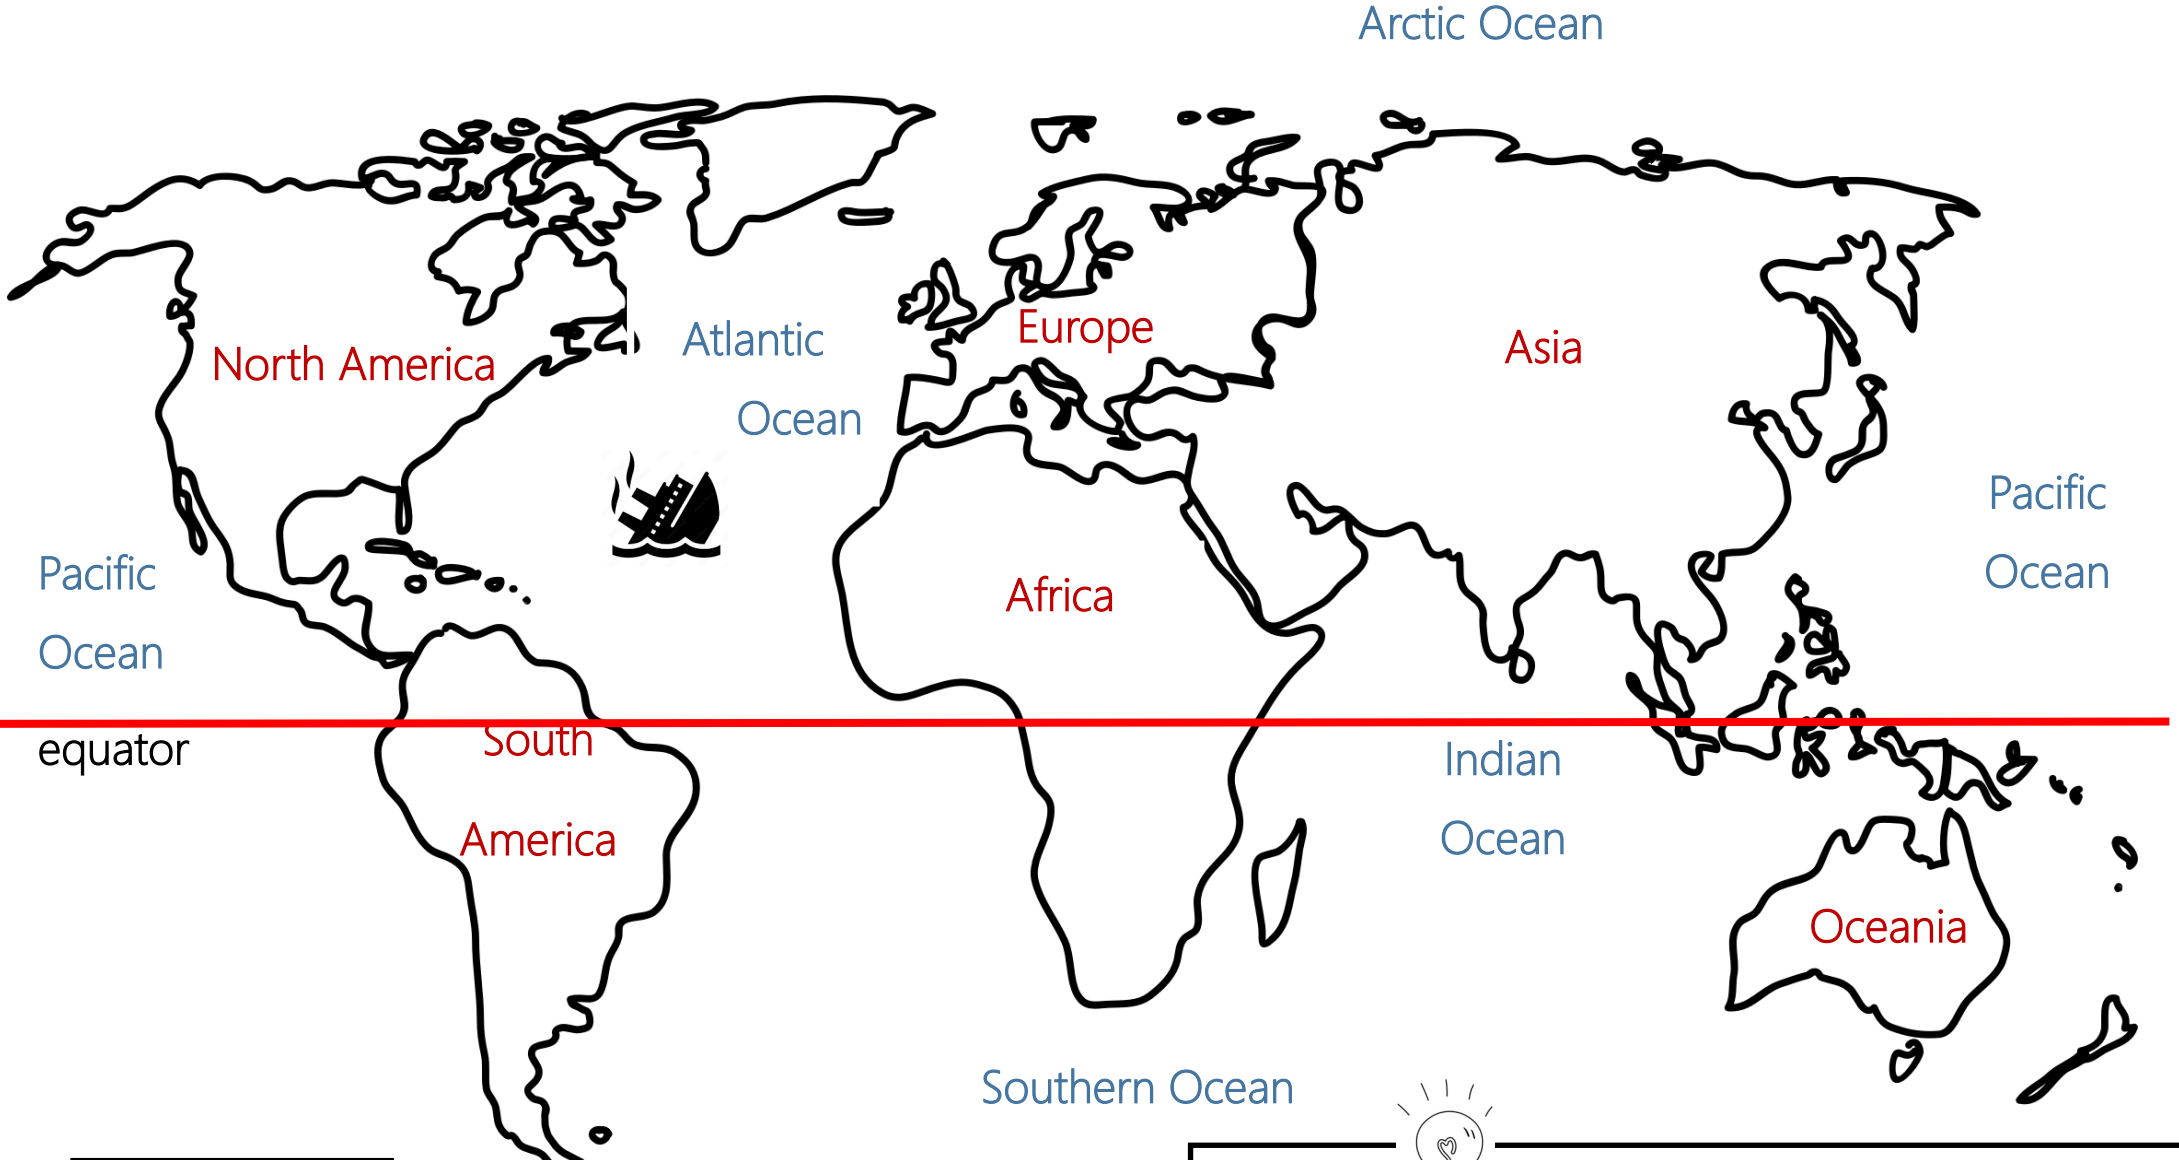 Arctic Ocean
North America
Atlantic
Ocean
Europe
Asia
Pacific
Ocean
Africa
Pacific
Ocean
equator
South
America
Indian
Ocean
Oceania
Southern Ocean